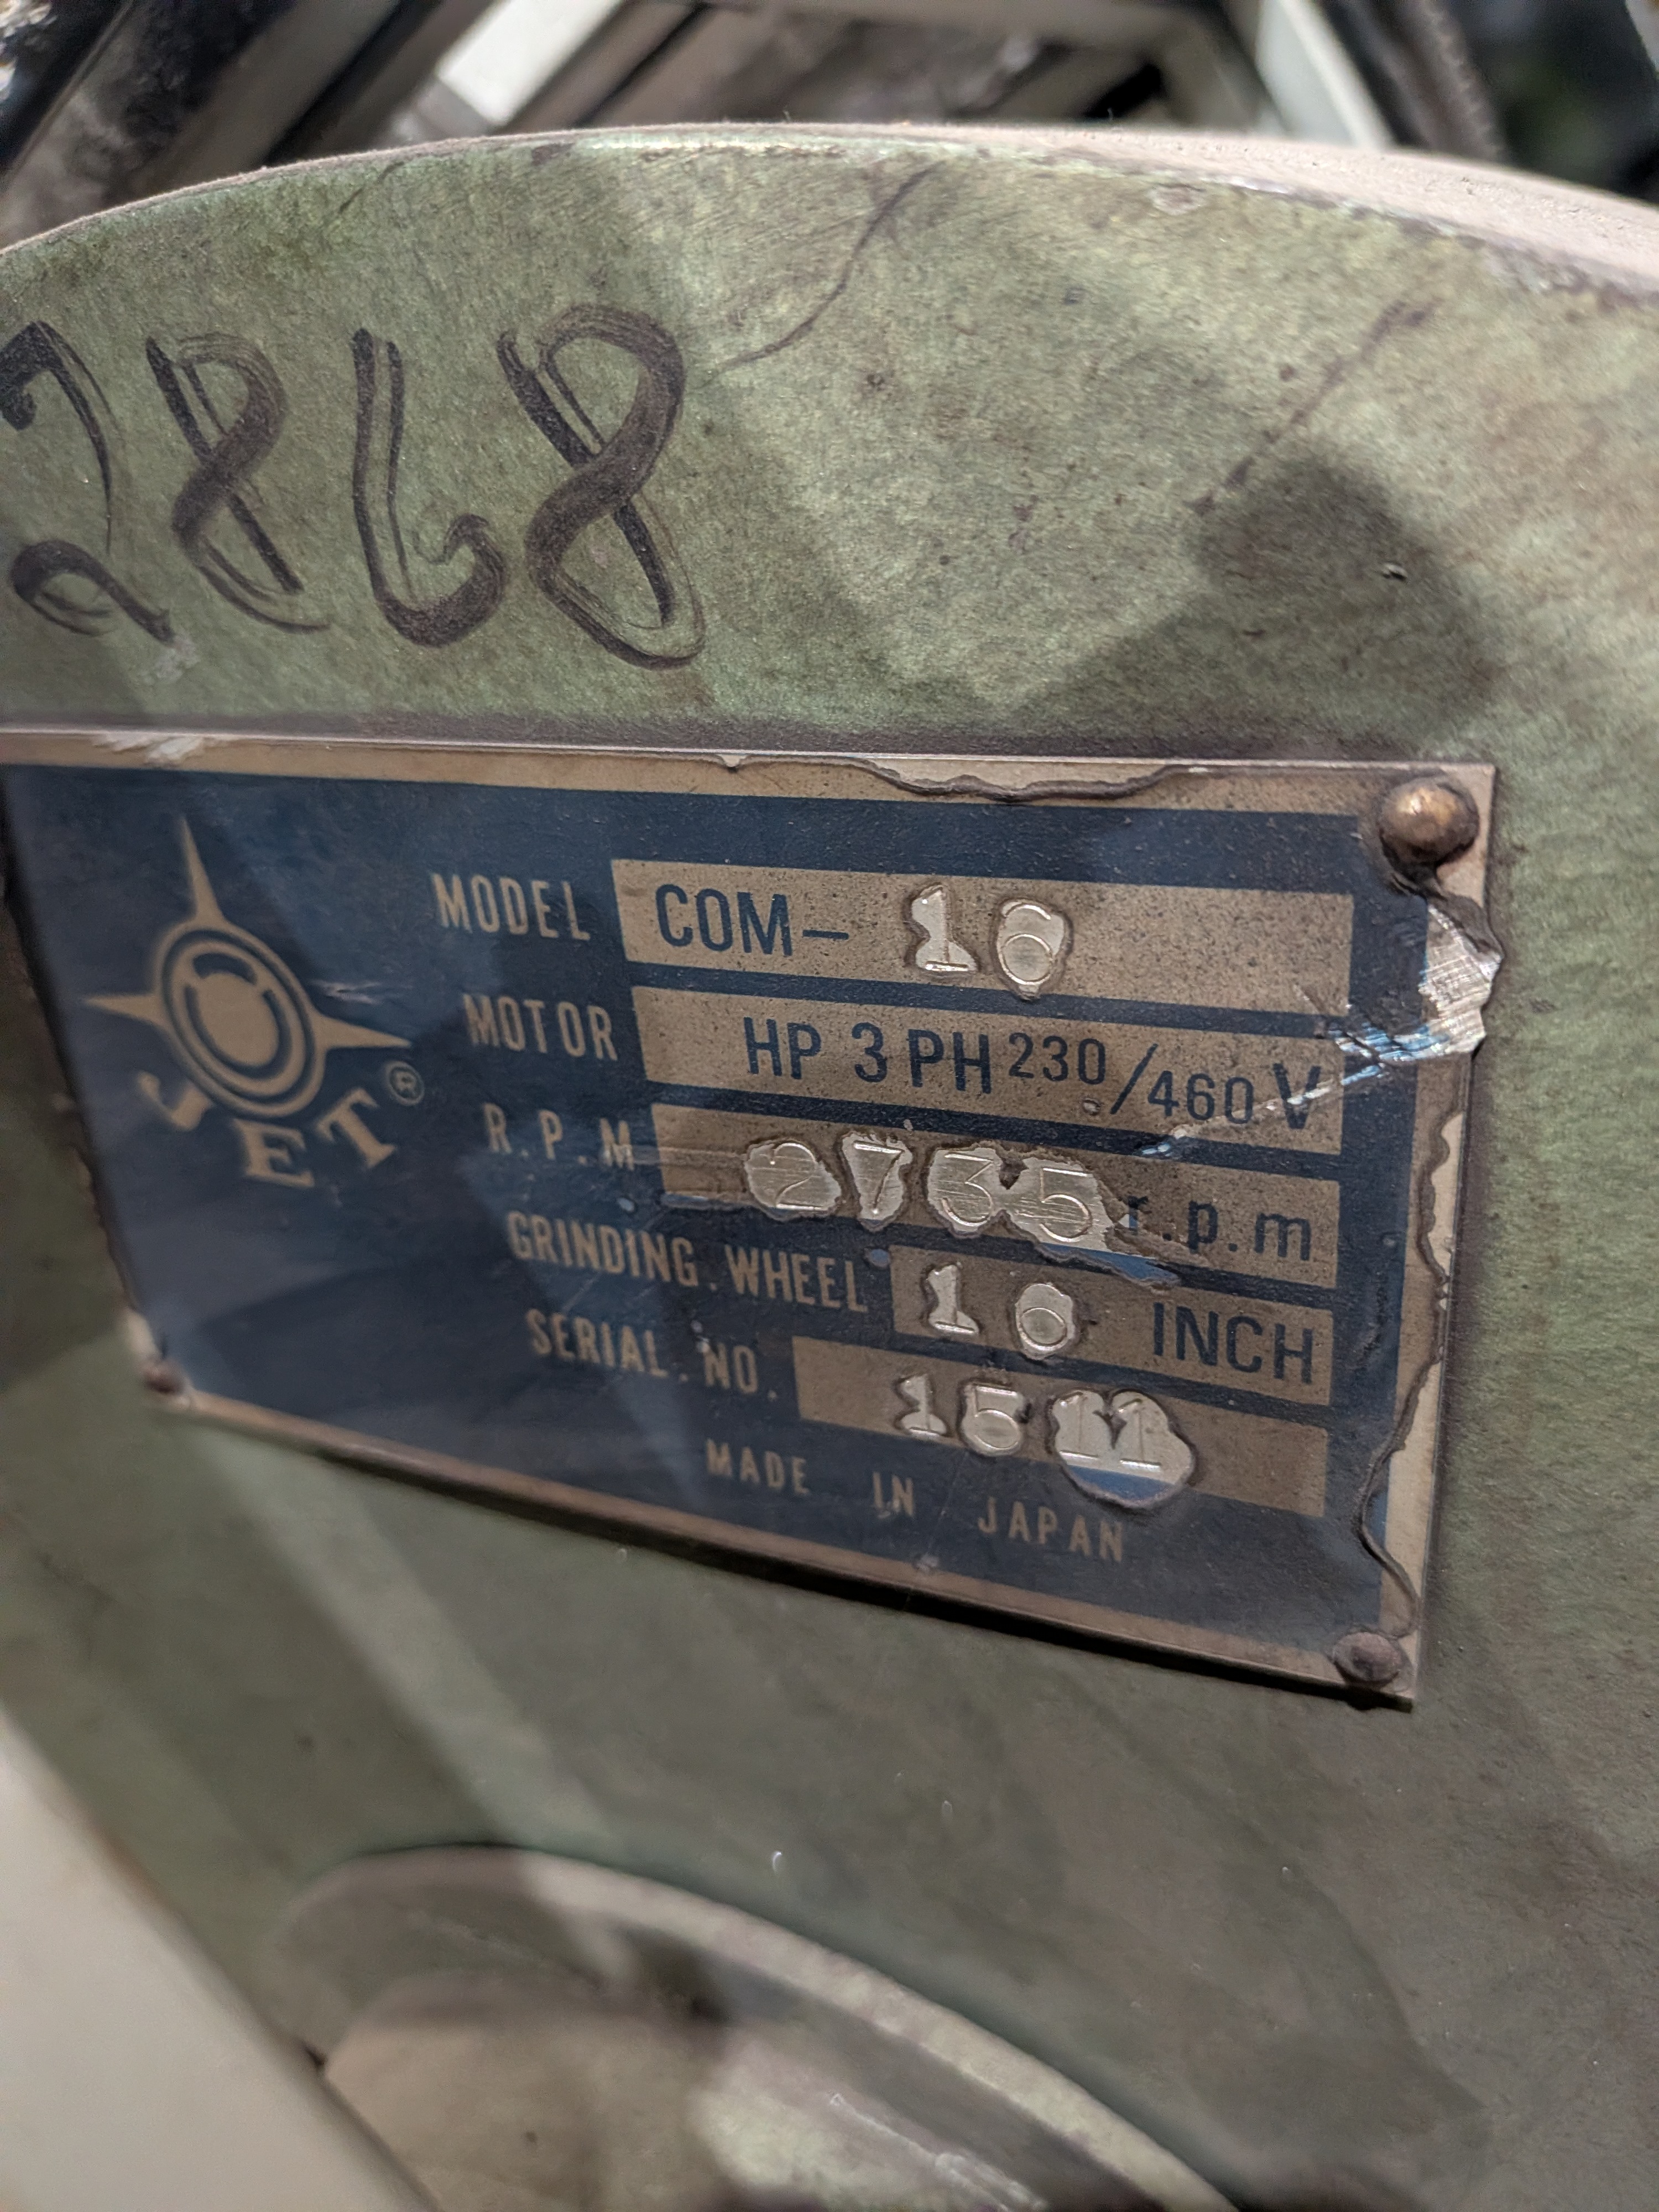 2868
MODEL COM- 16
MOTOR HP 3 PH 230/460 V
JET ®
R.P.M 2735 r.p.m
GRINDING.WHEEL 16 INCH
SERIAL.NO. 1511
MADE IN JAPAN